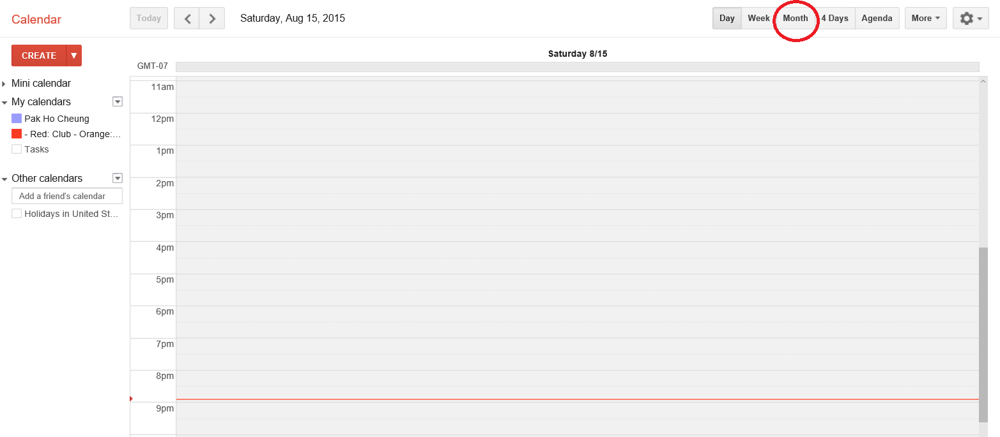 Calendar
Today
Saturday, Aug 15, 2015
Day Week Month 4 Days Agenda More
CREATE
Mini calendar
My calendars
Pak Ho Cheung
- Red: Club - Orange:...
Tasks
Other calendars
Add a friend's calendar
Holidays in United St...
Saturday 8/15
GMT-07
11am
12pm
1pm
2pm
3pm
4pm
5pm
6pm
7pm
8pm
9pm